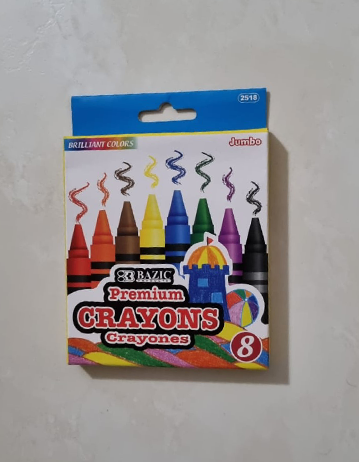 2518
BRILLIANT COLORS
Jumbo
BAZIC
Premium
CRAYONS
Crayones
8